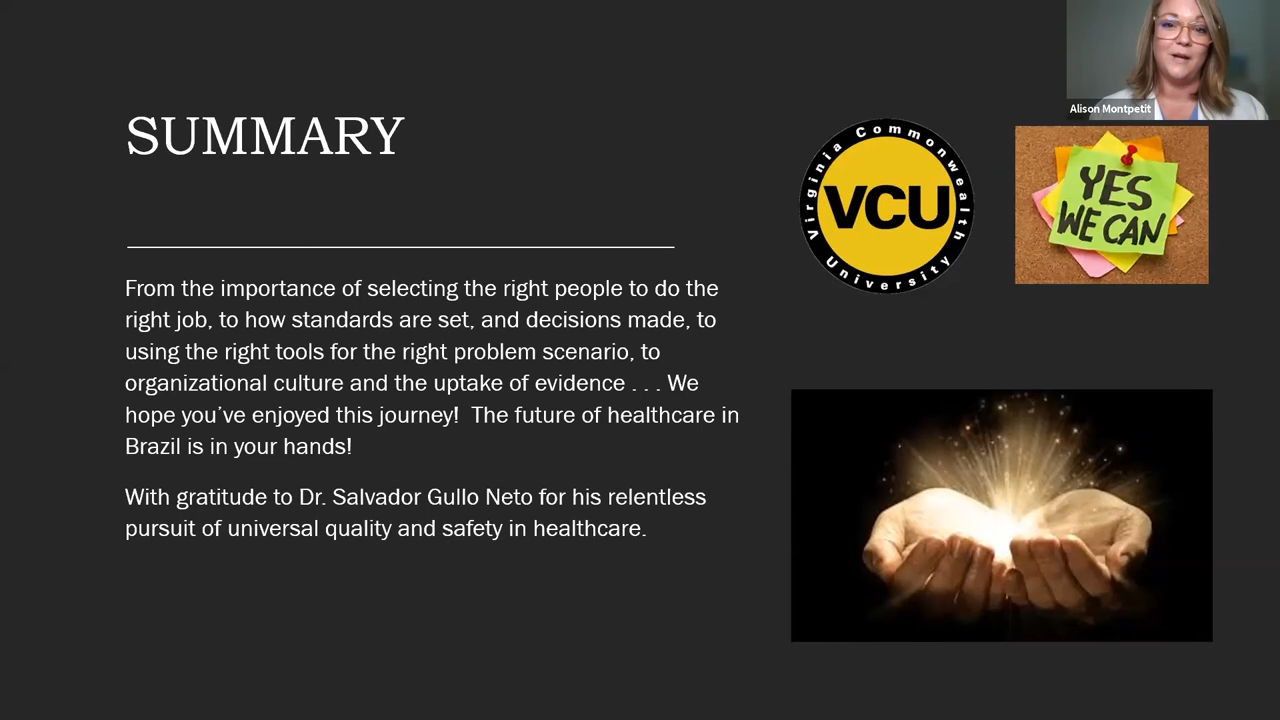 Alison Montpetit
SUMMARY
Virginia Commonwealth University
VCU
YES
WE CAN
From the importance of selecting the right people to do the
right job, to how standards are set, and decisions made, to
using the right tools for the right problem scenario, to
organizational culture and the uptake of evidence . . . We
hope you’ve enjoyed this journey!  The future of healthcare in
Brazil is in your hands!
With gratitude to Dr. Salvador Gullo Neto for his relentless
pursuit of universal quality and safety in healthcare.